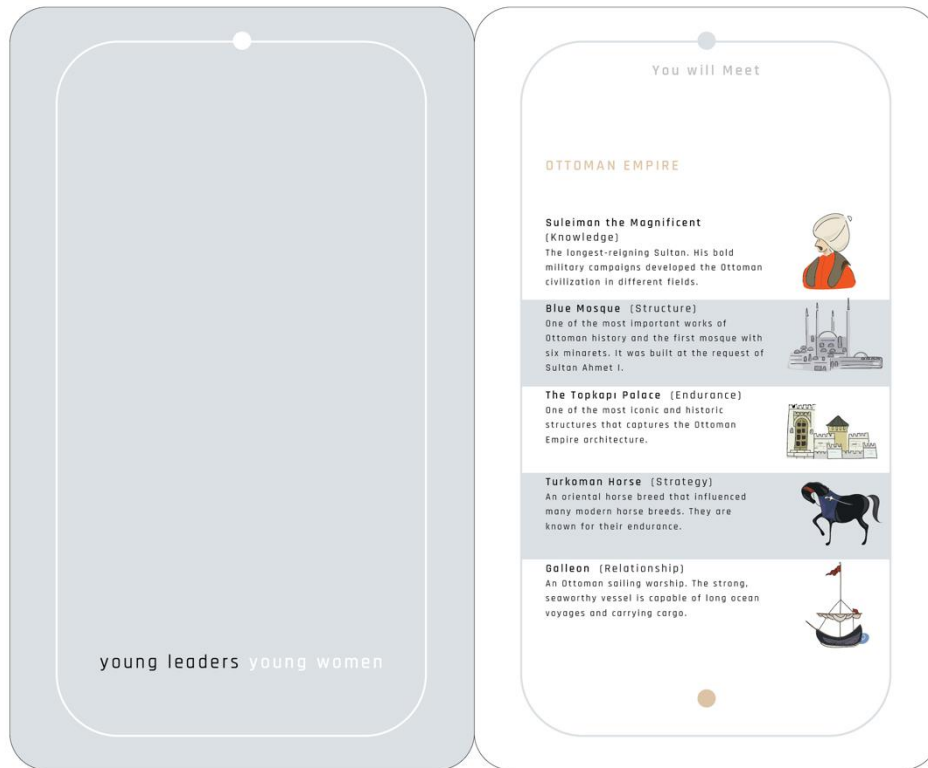 young leaders young women
You will Meet
OTTOMAN EMPIRE
Suleiman the Magnificent
(Knowledge)
The longest-reigning Sultan. His bold
military campaigns developed the Ottoman
civilization in different fields.
Blue Mosque (Structure)
One of the most important works of
Ottoman history and the first mosque with
six minarets. It was built at the request of
Sultan Ahmet I.
The Topkapı Palace (Endurance)
One of the most iconic and historic
structures that captures the Ottoman
Empire architecture.
Turkoman Horse (Strategy)
An oriental horse breed that influenced
many modern horse breeds. They are
known for their endurance.
Galleon (Relationship)
An Ottoman sailing warship. The strong,
seaworthy vessel is capable of long ocean
voyages and carrying cargo.